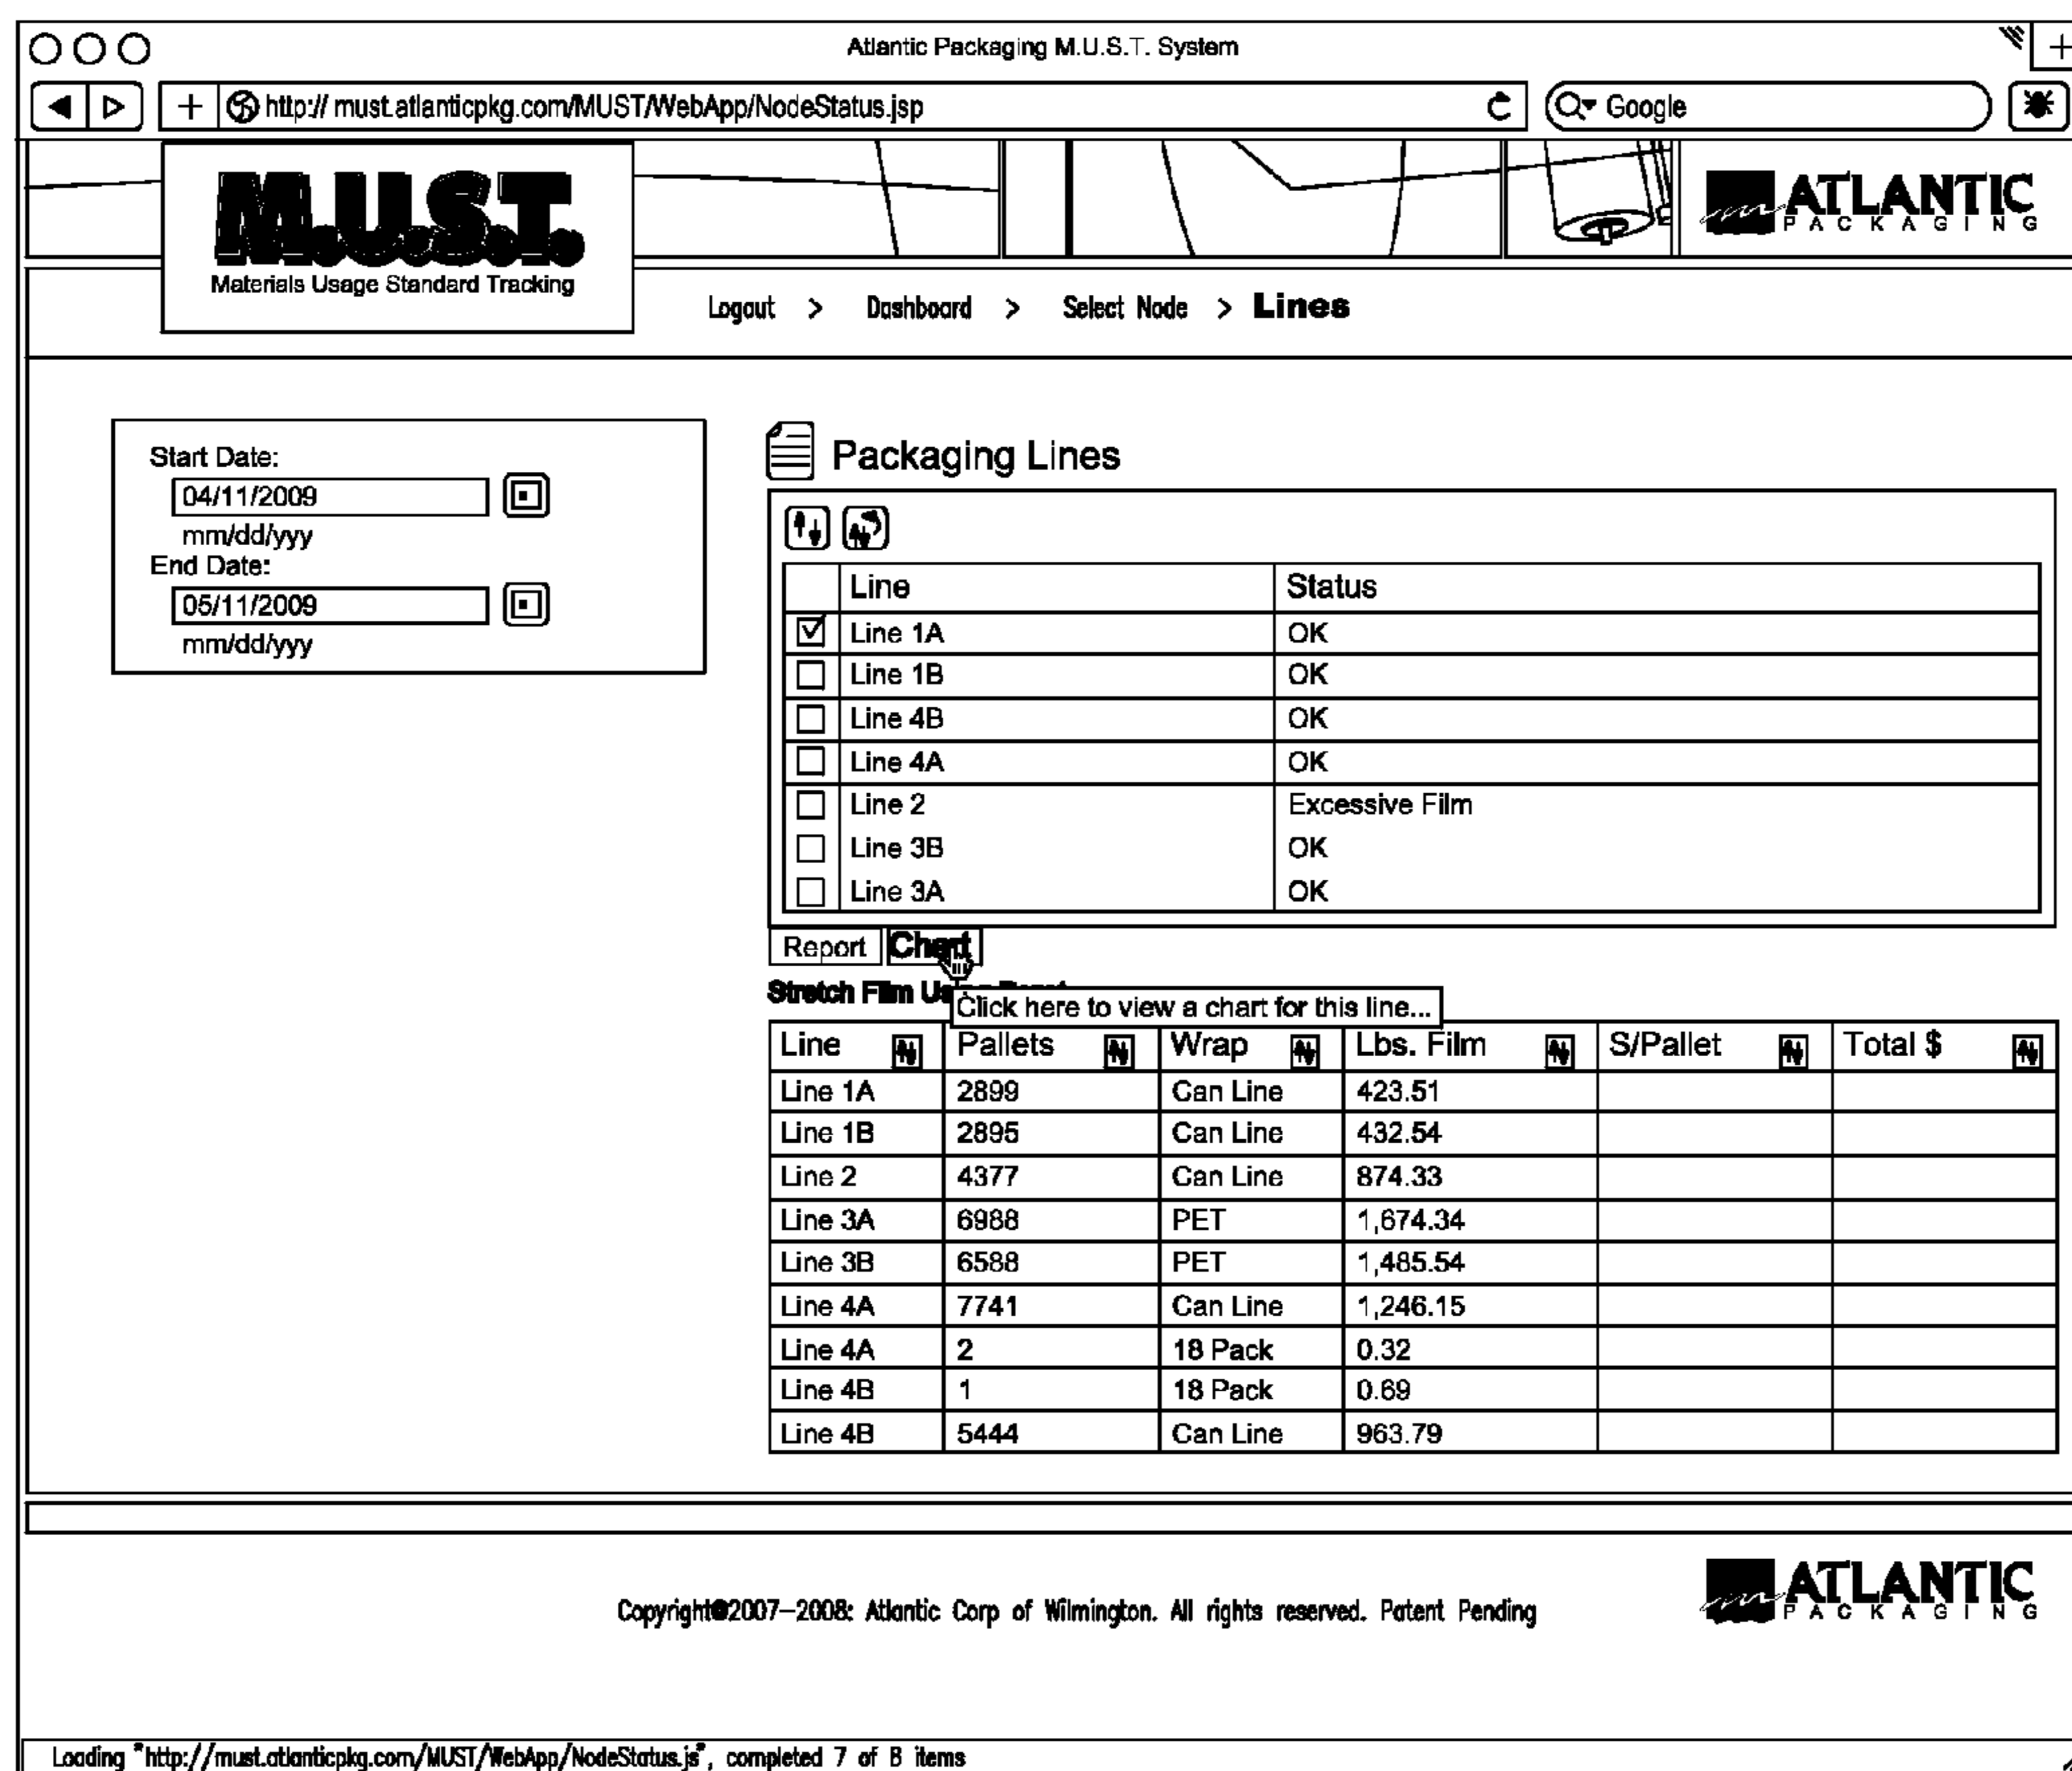 Atlantic Packaging M.U.S.T. System
http:// must.atlanticpkg.com/MUST/WebApp/NodeStatus.jsp
Google
M.U.S.T.
Materials Usage Standard Tracking
ATLANTIC
PACKAGING
Logout > Dashboard > Select Node > Lines
Start Date:
04/11/2009
mm/dd/yyy
End Date:
05/11/2009
mm/dd/yyy
Packaging Lines
Line Status
Line 1A OK
Line 1B OK
Line 4B OK
Line 4A OK
Line 2 Excessive Film
Line 3B OK
Line 3A OK
Report Chart
Stretch Film
Click here to view a chart for this line...
Line Pallets Wrap Lbs. Film S/Pallet Total $
Line 1A 2899 Can Line 423.51
Line 1B 2895 Can Line 432.54
Line 2 4377 Can Line 874.33
Line 3A 6988 PET 1,674.34
Line 3B 6588 PET 1,485.54
Line 4A 7741 Can Line 1,246.15
Line 4A 2 18 Pack 0.32
Line 4B 1 18 Pack 0.69
Line 4B 5444 Can Line 963.79
Copyright©2007-2008: Atlantic Corp of Wilmington. All rights reserved. Patent Pending
ATLANTIC
PACKAGING
Loading "http://must.atlanticpkg.com/MUST/WebApp/NodeStatus.js", completed 7 of 8 items